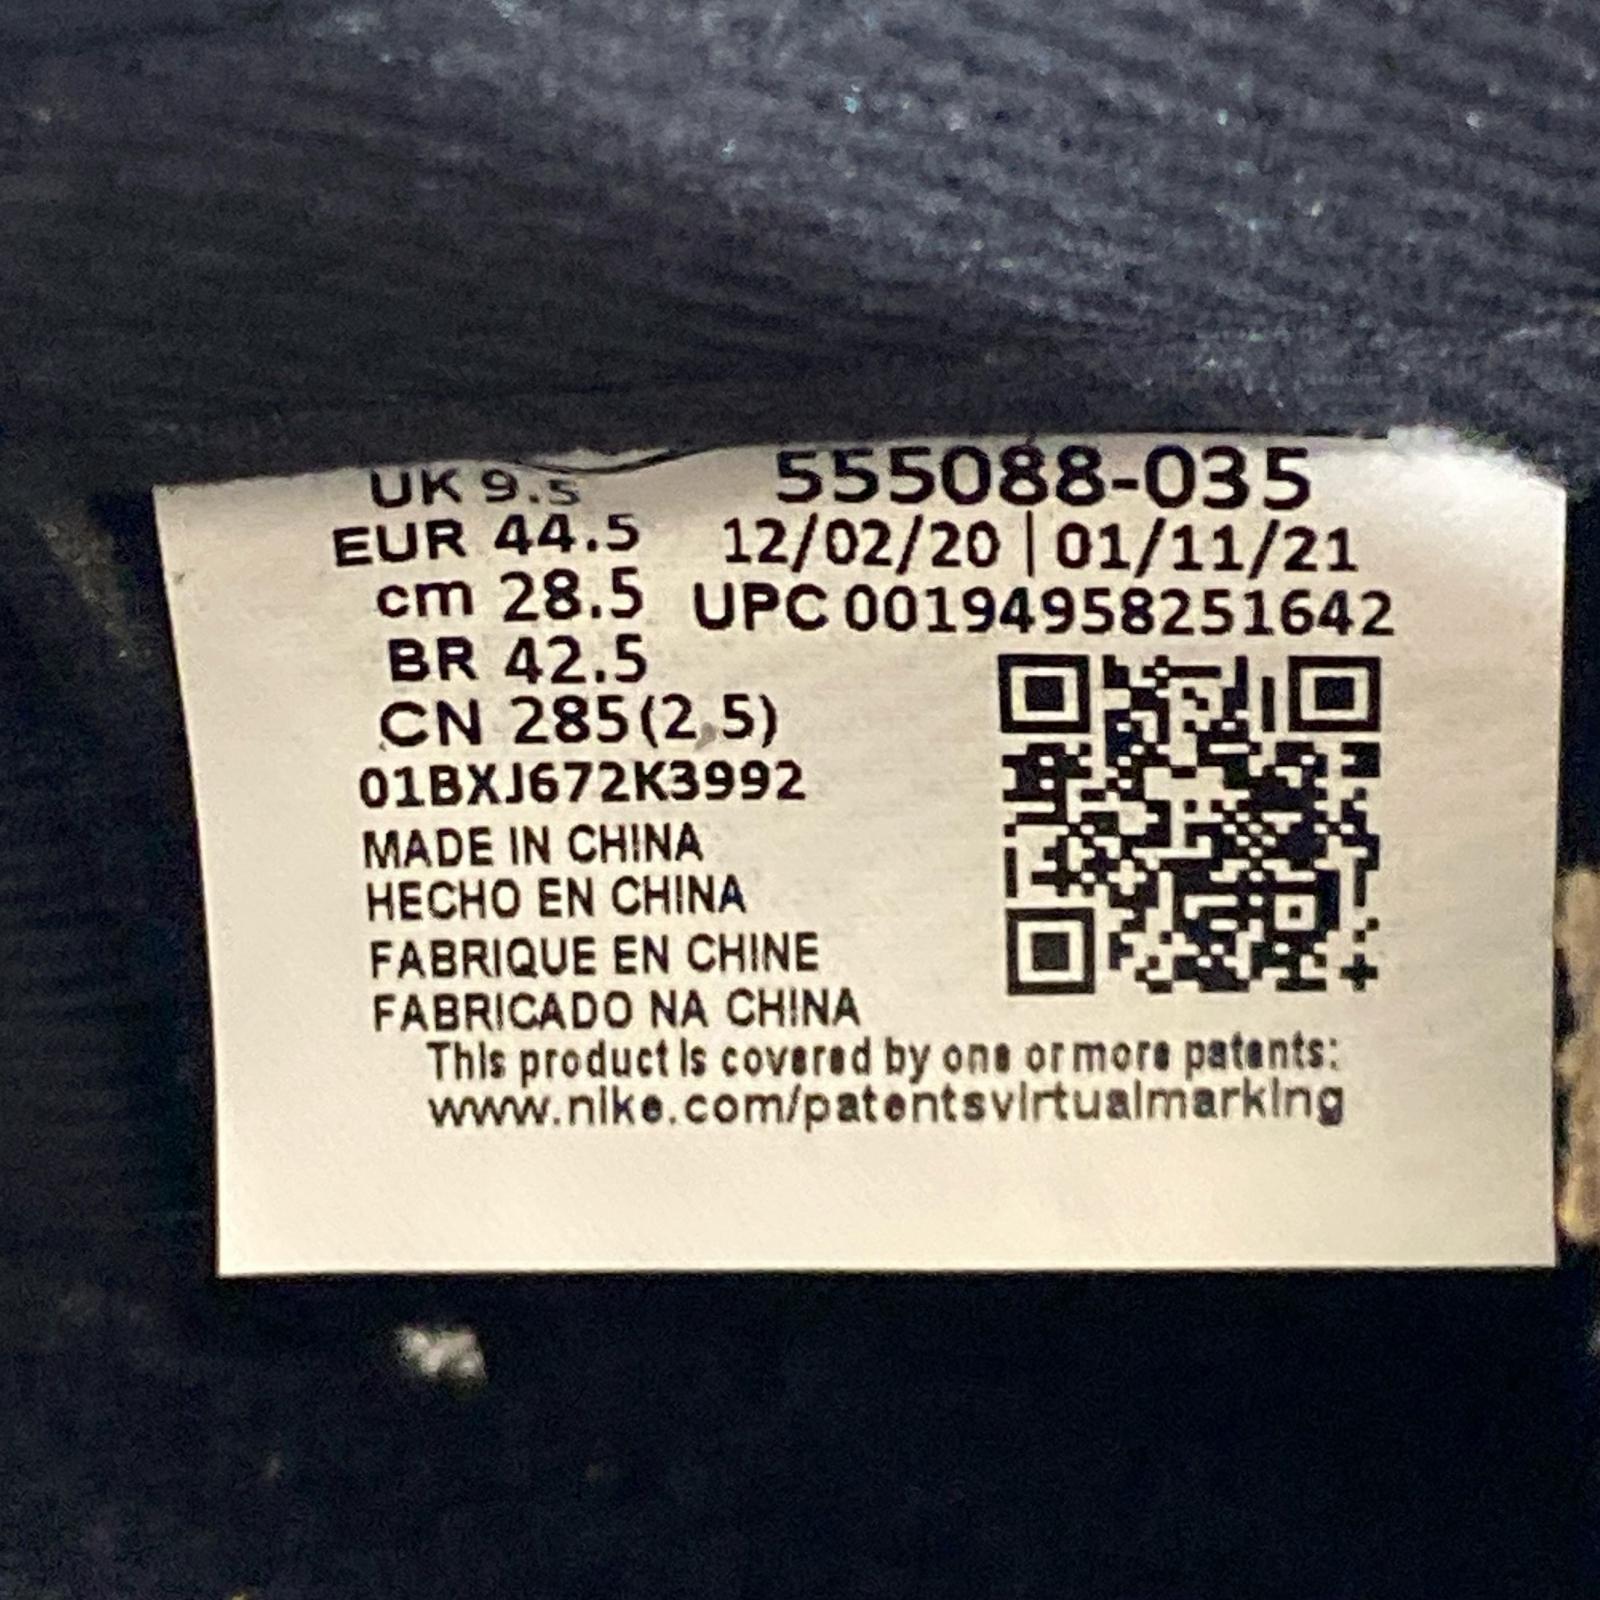 UK 9.5
EUR 44.5
cm 28.5
BR 42.5
CN 285(2.5)
555088-035
12/02/20 | 01/11/21
UPC 00194958251642
01BXJ672K3992
MADE IN CHINA
HECHO EN CHINA
FABRIQUE EN CHINE
FABRICADO NA CHINA
This product is covered by one or more patents:
www.nike.com/patentsvirtualmarking